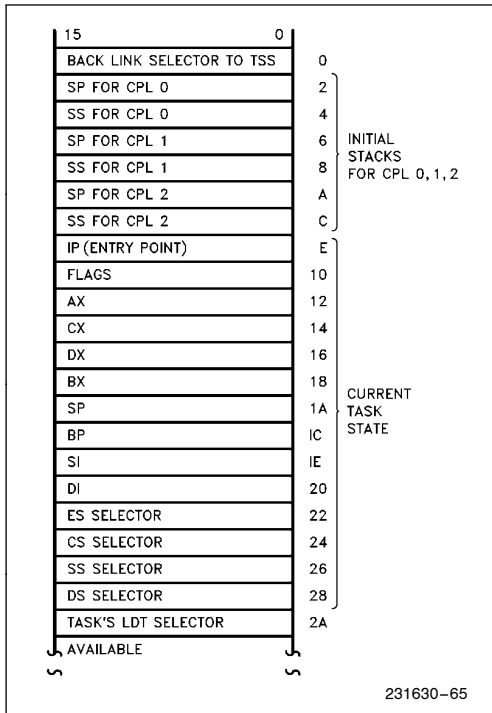 15 0
BACK LINK SELECTOR TO TSS 0
SP FOR CPL 0 2
SS FOR CPL 0 4
SP FOR CPL 1 6
SS FOR CPL 1 8
SP FOR CPL 2 A
SS FOR CPL 2 C
INITIAL
STACKS
FOR CPL 0, 1, 2
IP (ENTRY POINT) E
FLAGS 10
AX 12
CX 14
DX 16
BX 18
SP 1A
BP IC
SI IE
DI 20
ES SELECTOR 22
CS SELECTOR 24
SS SELECTOR 26
DS SELECTOR 28
CURRENT
TASK
STATE
TASK'S LDT SELECTOR 2A
AVAILABLE
231630-65